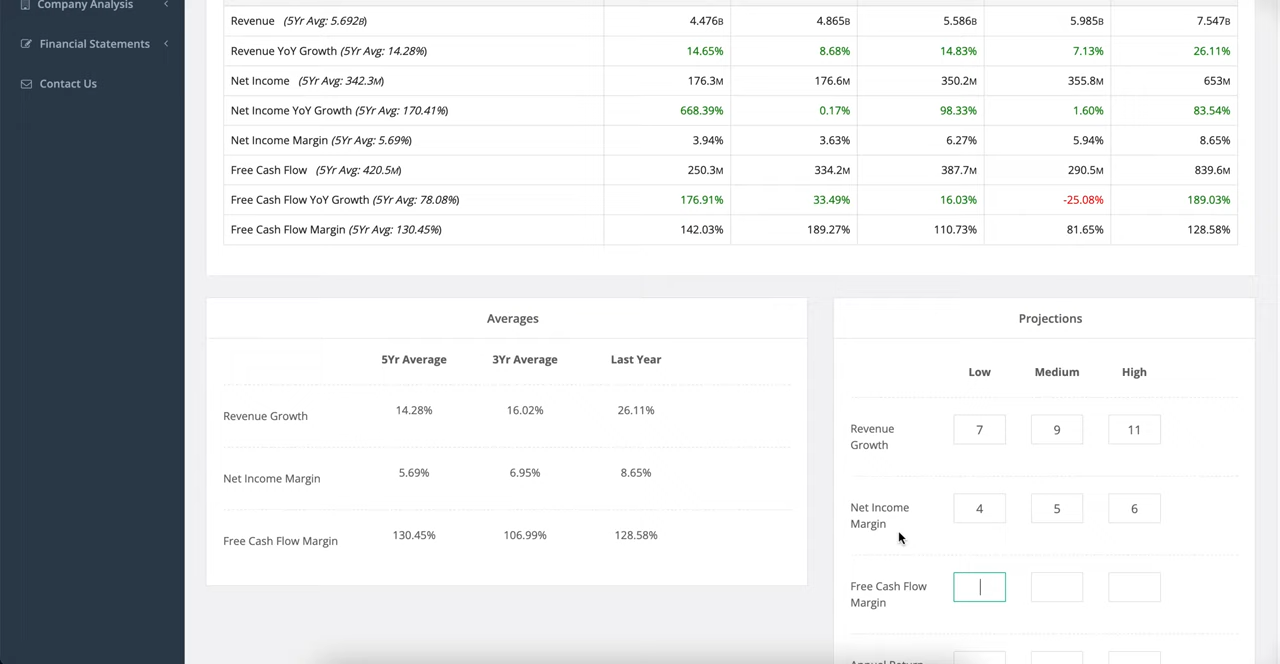 Company Analysis
Financial Statements
Contact Us
Revenue (5Yr Avg: 5.692B) 4.476B 4.865B 5.586B 5.985B 7.547B
Revenue YoY Growth (5Yr Avg: 14.28%) 14.65% 8.68% 14.83% 7.13% 26.11%
Net Income (5Yr Avg: 342.3M) 176.3M 176.6M 350.2M 355.8M 653M
Net Income YoY Growth (5Yr Avg: 170.41%) 668.39% 0.17% 98.33% 1.60% 83.54%
Net Income Margin (5Yr Avg: 5.69%) 3.94% 3.63% 6.27% 5.94% 8.65%
Free Cash Flow (5Yr Avg: 420.5M) 250.3M 334.2M 387.7M 290.5M 839.6M
Free Cash Flow YoY Growth (5Yr Avg: 78.08%) 176.91% 33.49% 16.03% -25.08% 189.03%
Free Cash Flow Margin (5Yr Avg: 130.45%) 142.03% 189.27% 110.73% 81.65% 128.58%
Averages
5Yr Average 3Yr Average Last Year
Revenue Growth 14.28% 16.02% 26.11%
Net Income Margin 5.69% 6.95% 8.65%
Free Cash Flow Margin 130.45% 106.99% 128.58%
Projections
Low Medium High
Revenue
Growth 7 9 11
Net Income
Margin 4 5 6
Free Cash Flow
Margin